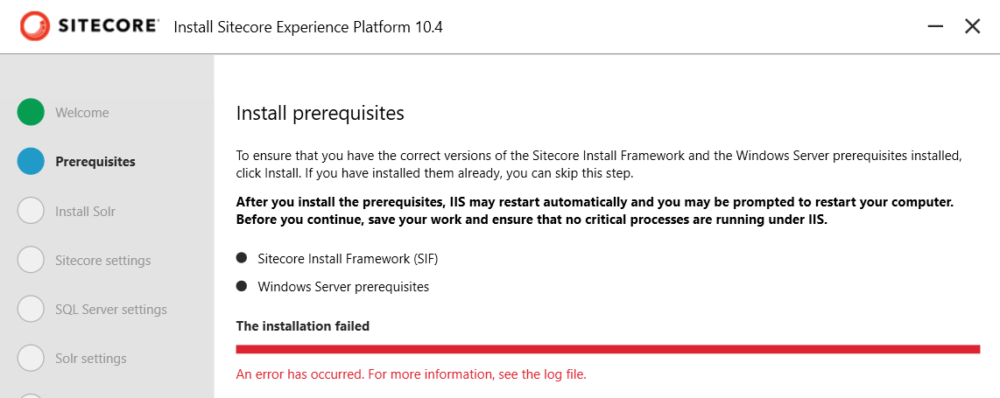 SITECORE Install Sitecore Experience Platform 10.4
Welcome
Prerequisites
Install Solr
Sitecore settings
SQL Server settings
Solr settings
Install prerequisites
To ensure that you have the correct versions of the Sitecore Install Framework and the Windows Server prerequisites installed,
click Install. If you have installed them already, you can skip this step.
After you install the prerequisites, IIS may restart automatically and you may be prompted to restart your computer.
Before you continue, save your work and ensure that no critical processes are running under IIS.
Sitecore Install Framework (SIF)
Windows Server prerequisites
The installation failed
An error has occurred. For more information, see the log file.